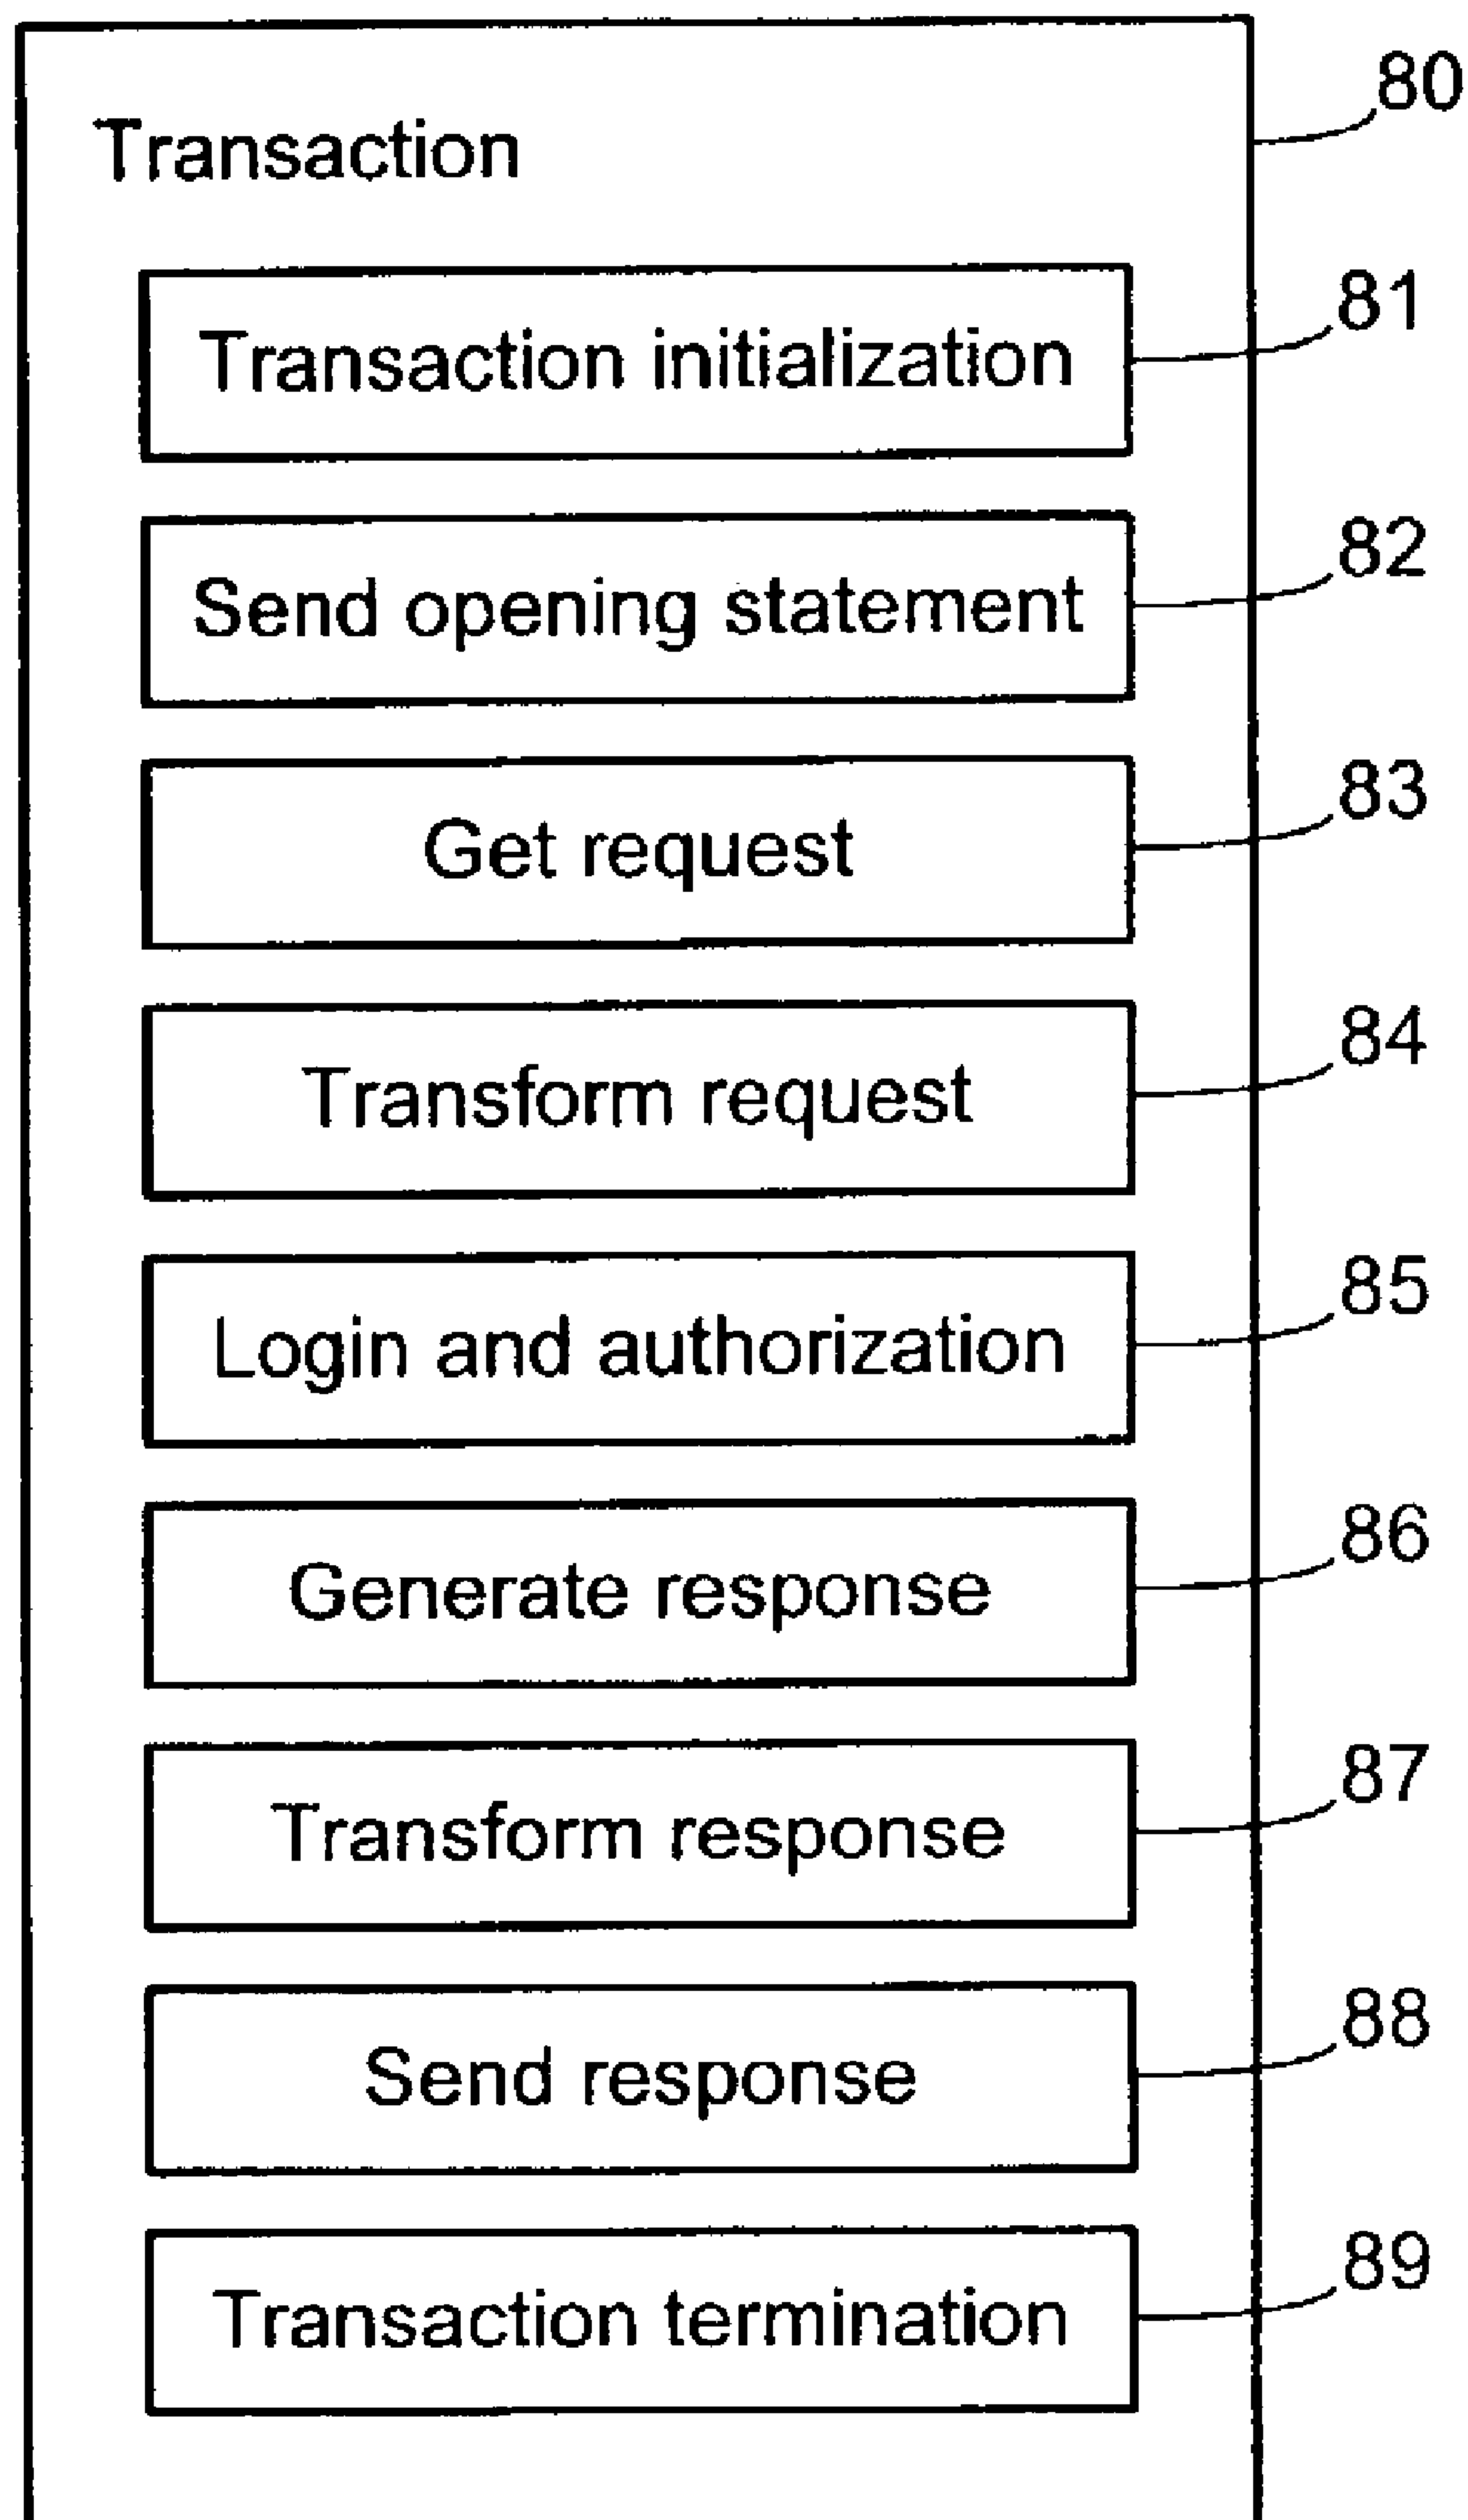 80
Transaction
81
Transaction initialization
82
Send opening statement
83
Get request
84
Transform request
85
Login and authorization
86
Generate response
87
Transform response
88
Send response
89
Transaction termination